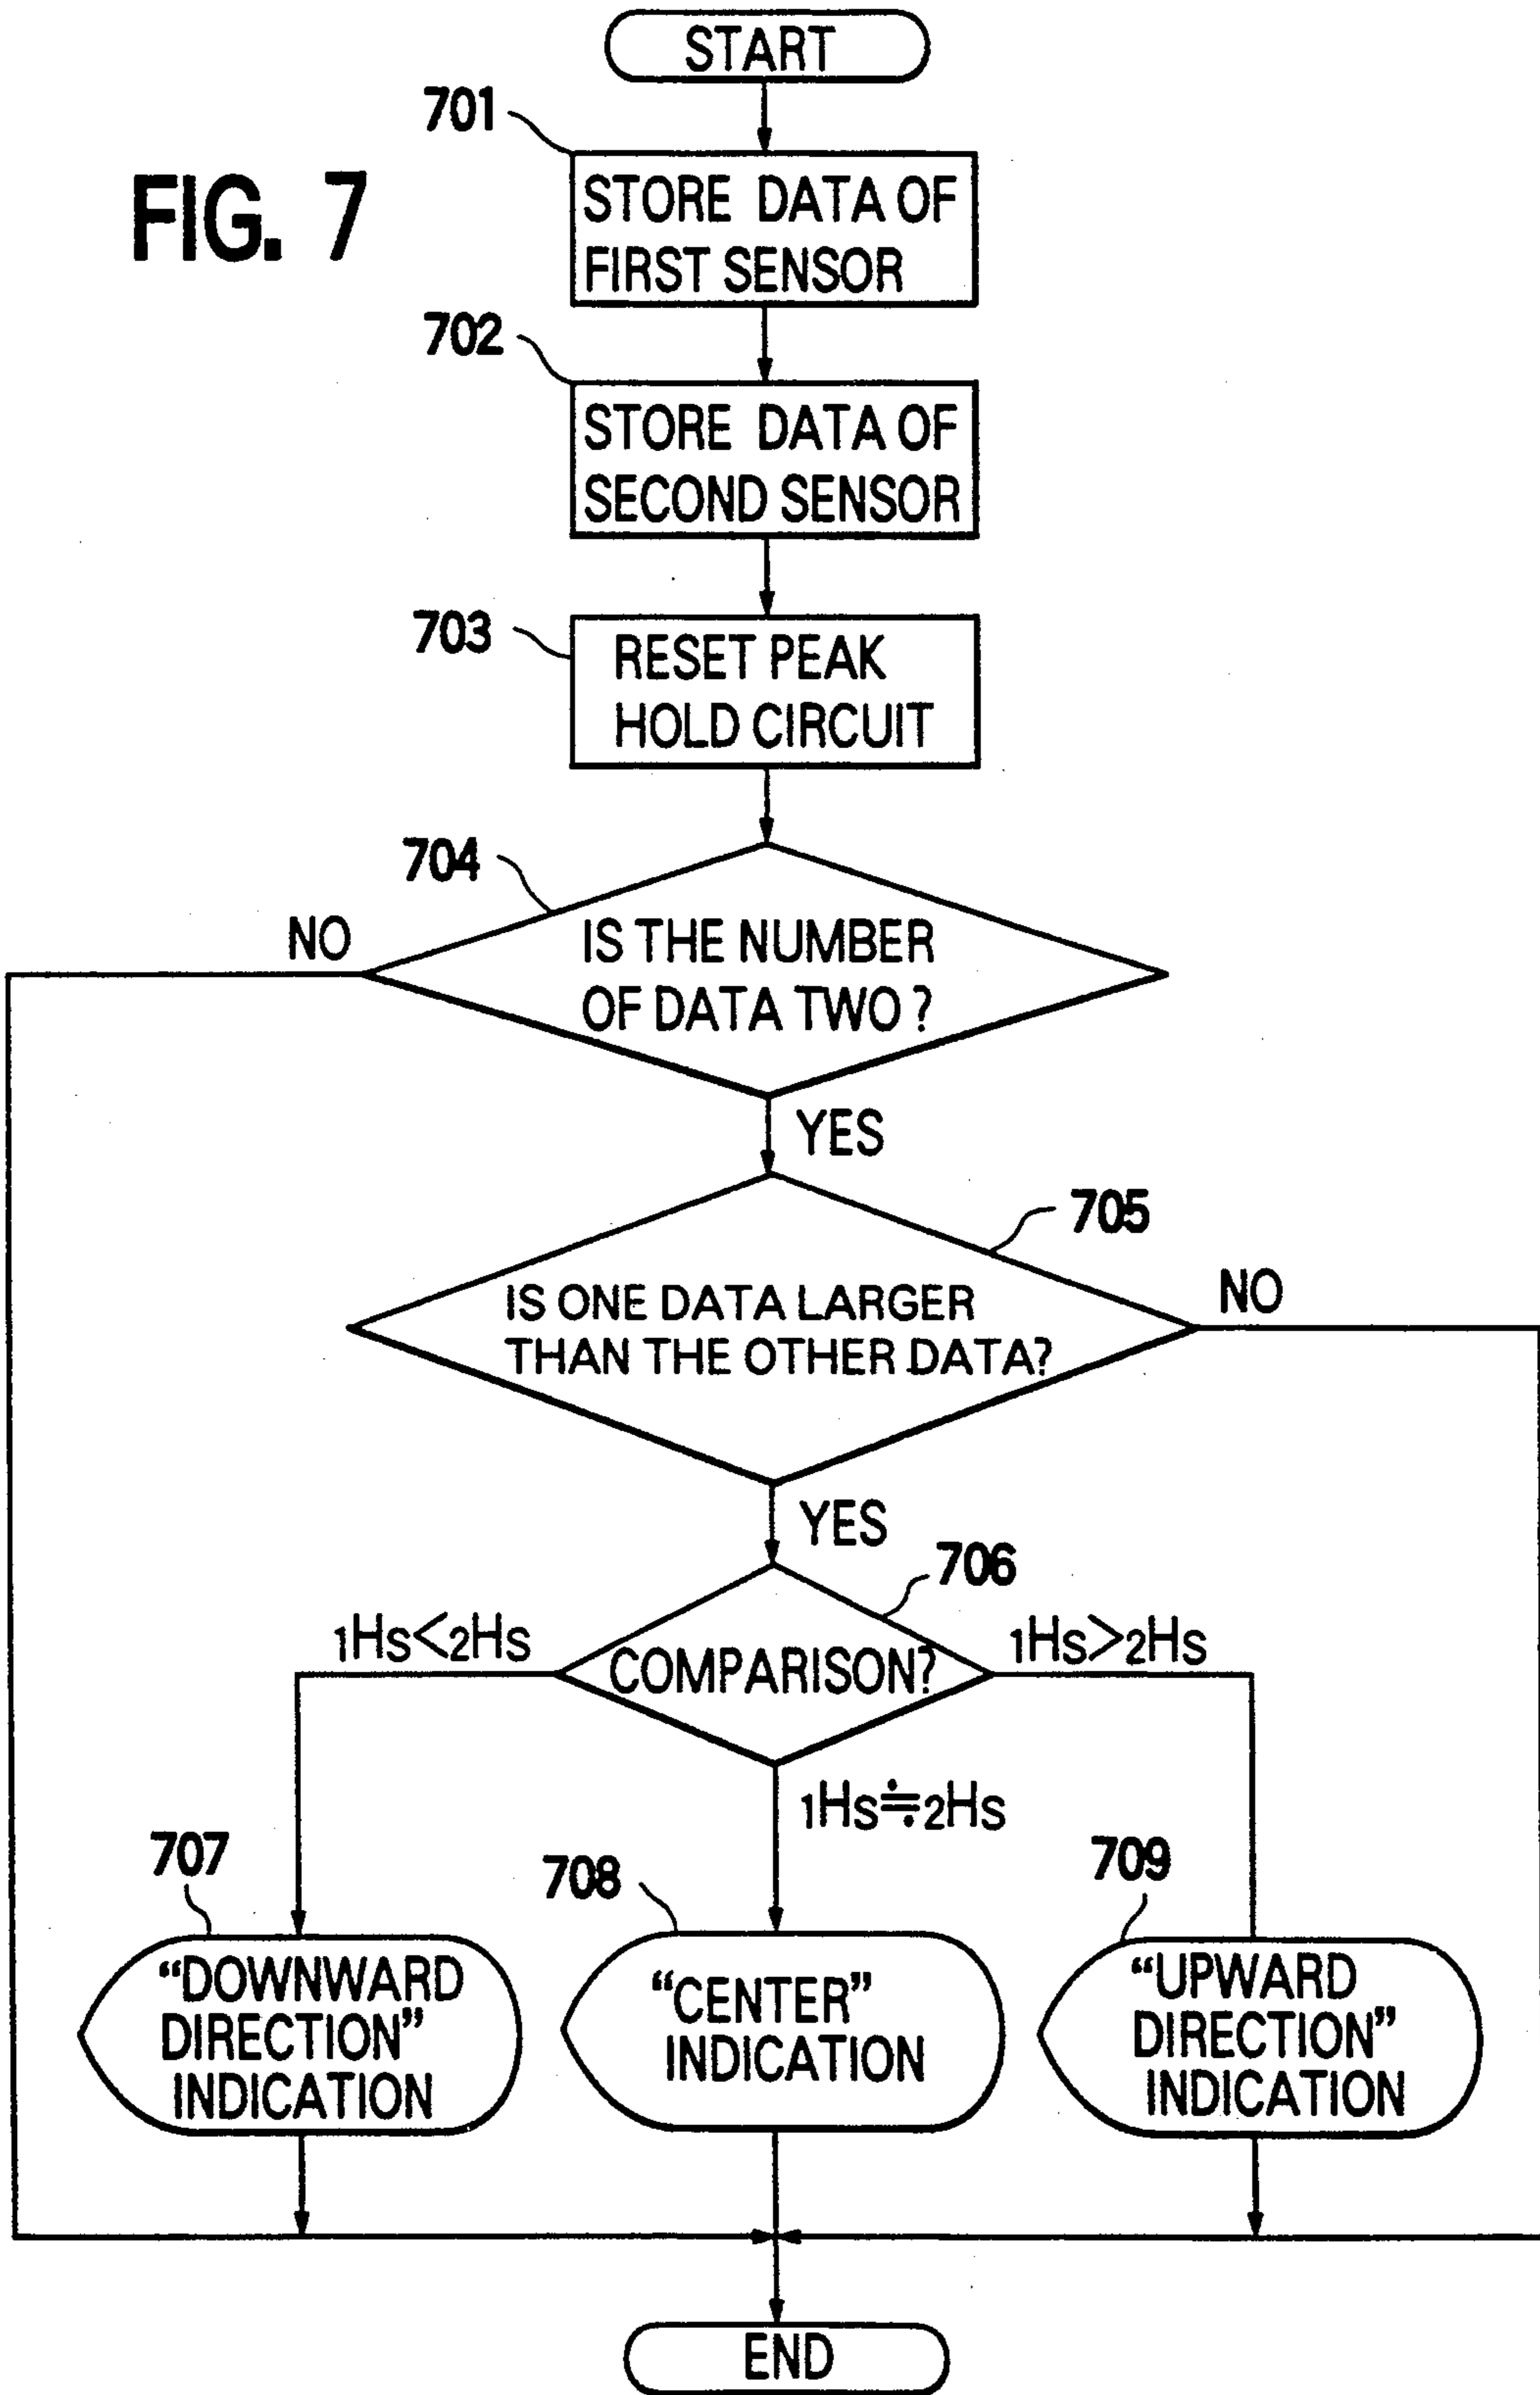 START
701
FIG. 7
STORE DATA OF
FIRST SENSOR
702
STORE DATA OF
SECOND SENSOR
703
RESET PEAK
HOLD CIRCUIT
704
NO
IS THE NUMBER
OF DATA TWO ?
YES
705
IS ONE DATA LARGER
THAN THE OTHER DATA?
NO
YES
706
1HS<2HS
COMPARISON?
1HS>2HS
1HS≒2HS
707
708
709
“DOWNWARD
DIRECTION”
INDICATION
“CENTER”
INDICATION
“UPWARD
DIRECTION”
INDICATION
END